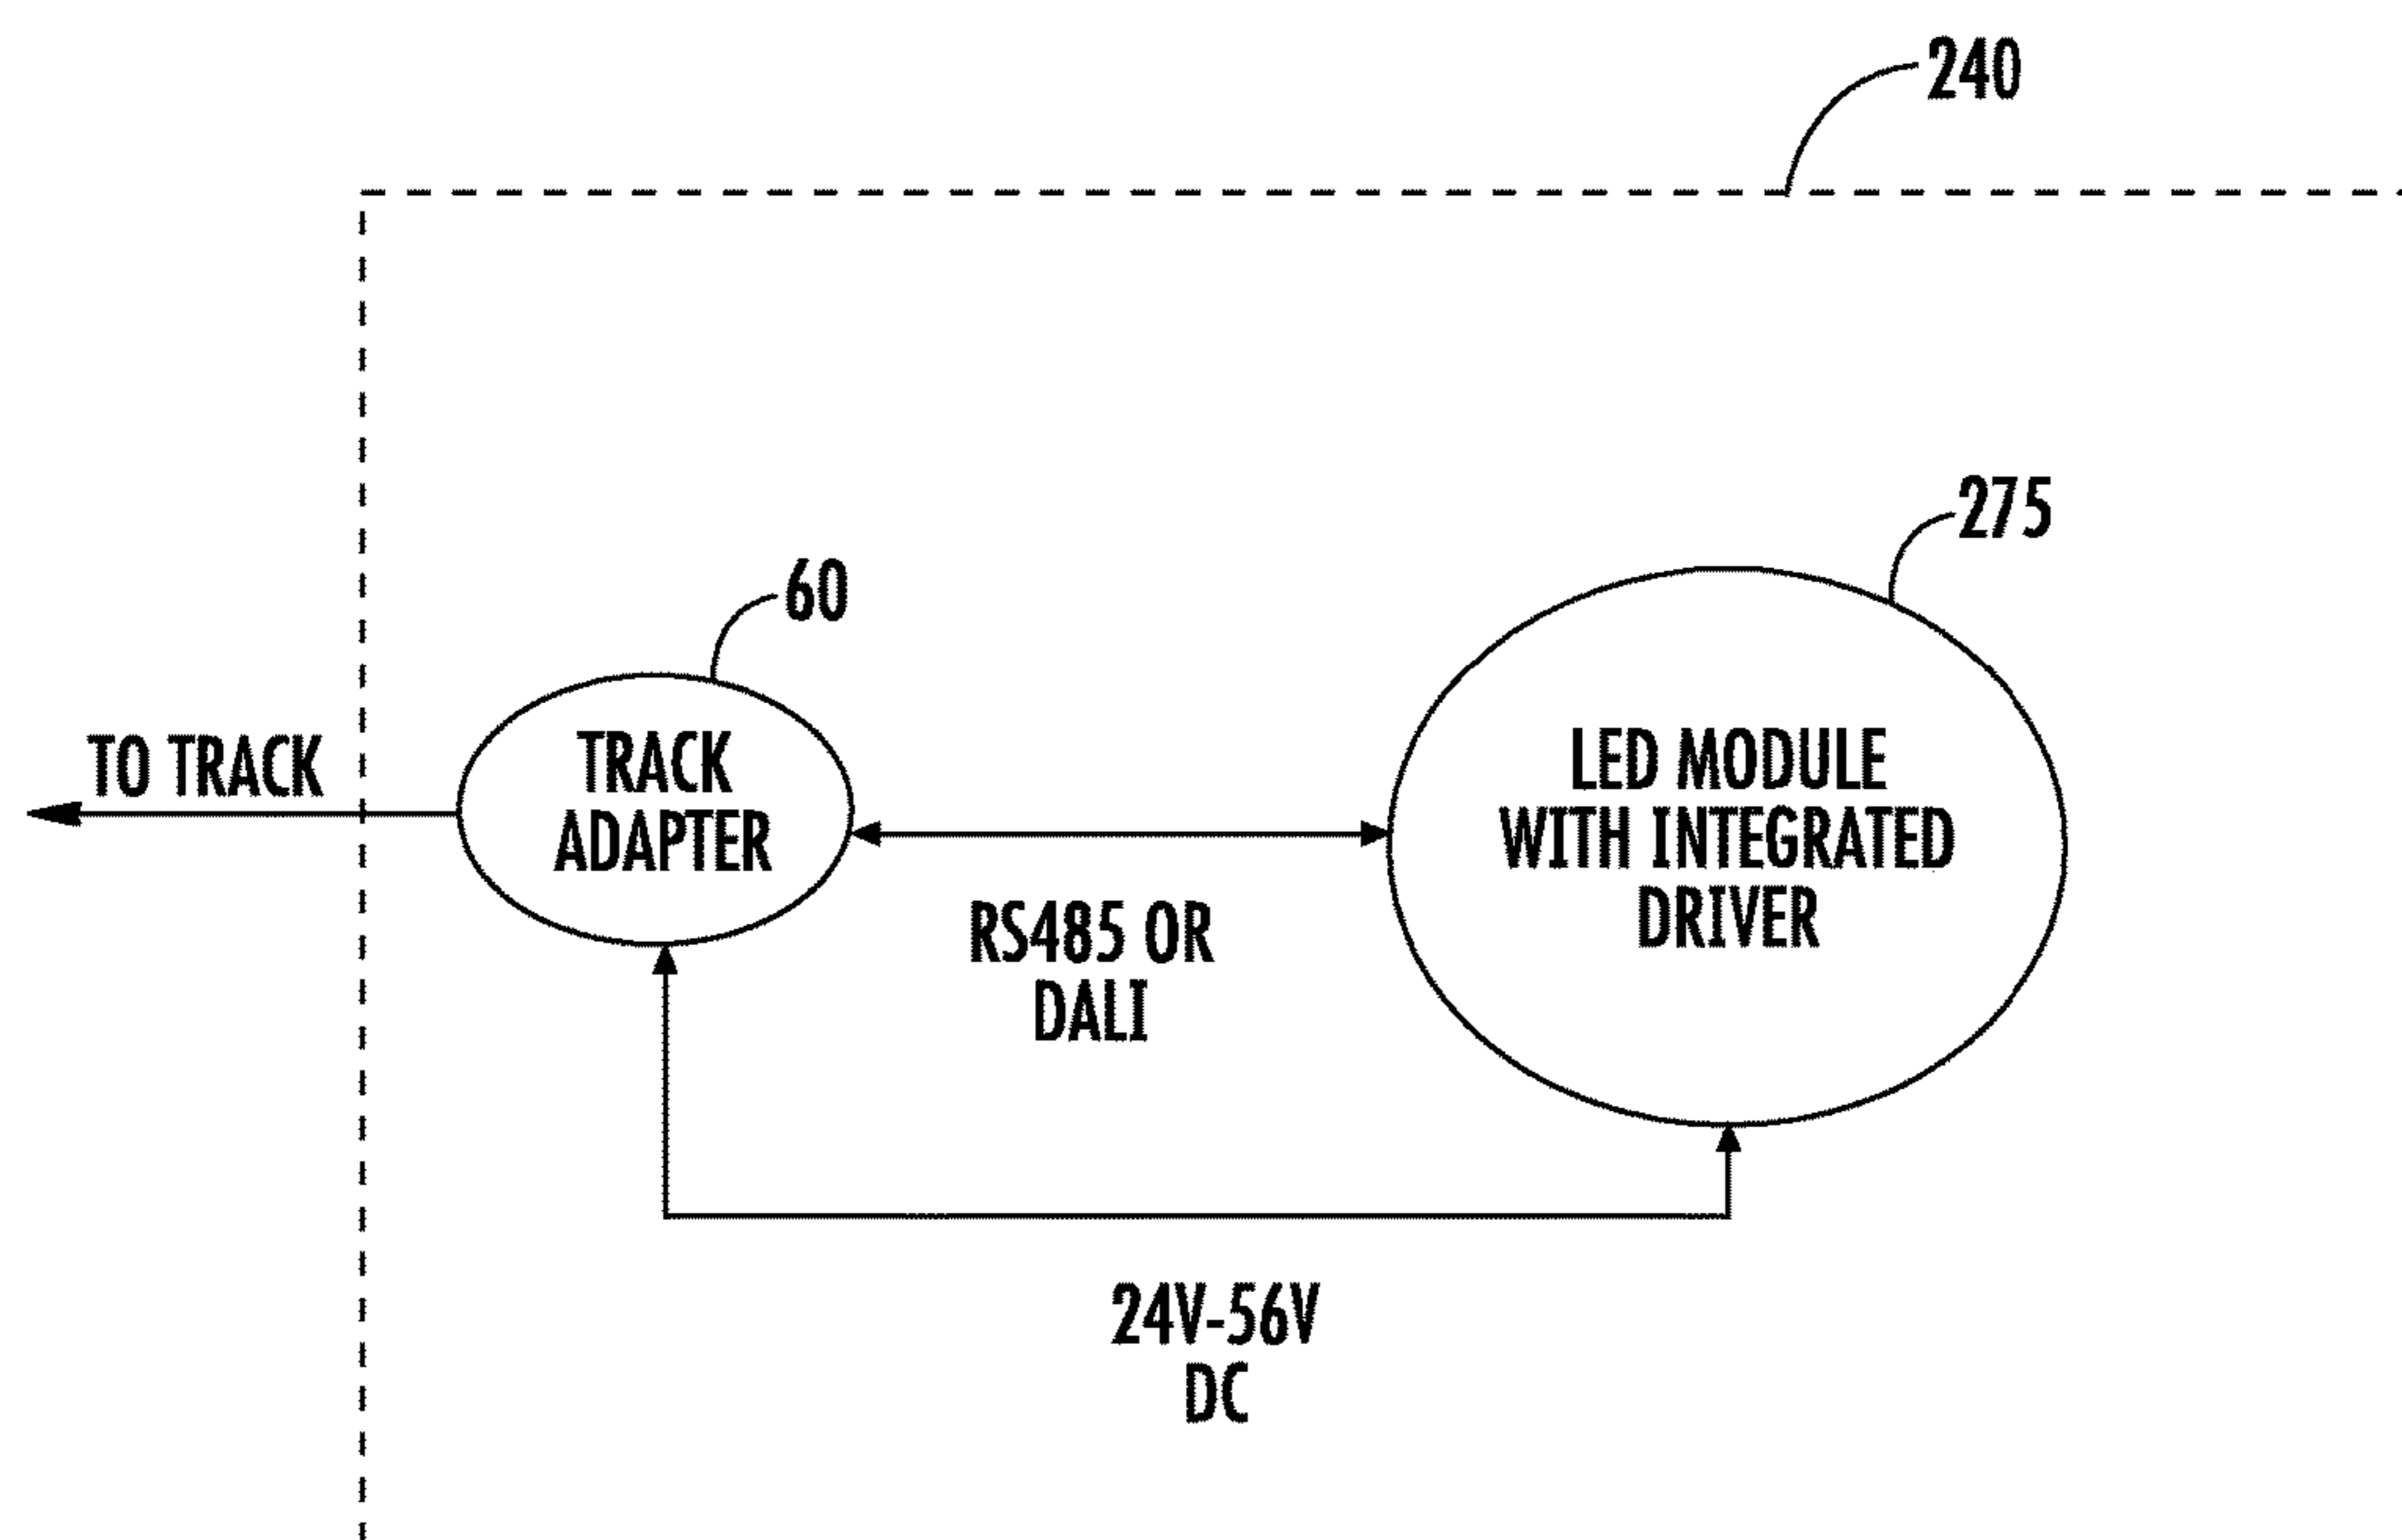 240
275
60
TO TRACK
TRACK
ADAPTER
LED MODULE
WITH INTEGRATED
DRIVER
RS485 OR
DALI
24V-56V
DC